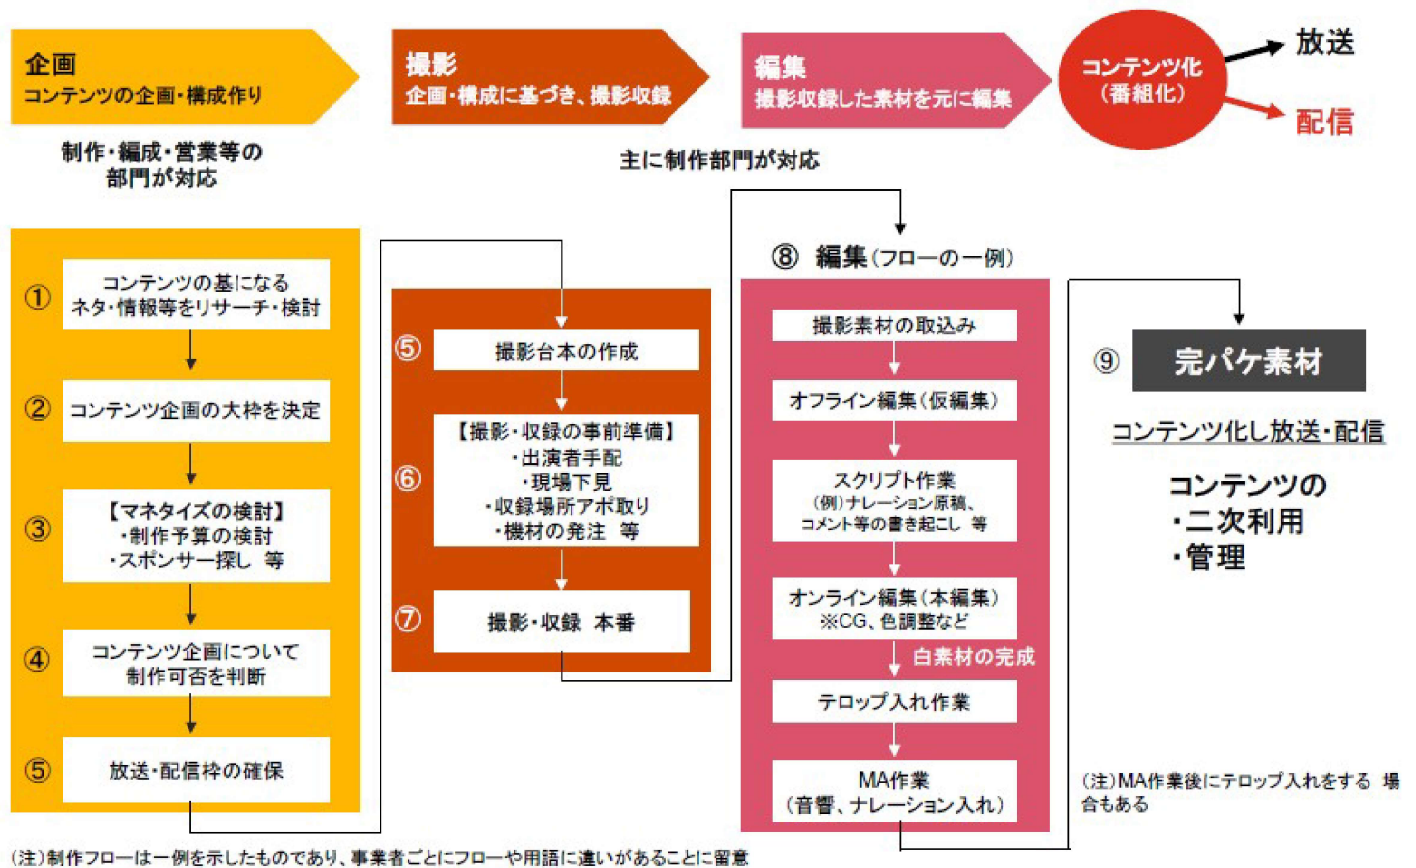 企画
コンテンツの企画・構成作り
撮影
企画・構成に基づき、撮影収録
編集
撮影収録した素材を元に編集
コンテンツ化
(番組化)
放送
配信
制作・編成・営業等の
部門が対応
主に制作部門が対応
① コンテンツの基になる
ネタ・情報等をリサーチ・検討
② コンテンツ企画の大枠を決定
③ 【マネタイズの検討】
・制作予算の検討
・スポンサー探し 等
④ コンテンツ企画について
制作可否を判断
⑤ 放送・配信枠の確保
⑤ 撮影台本の作成
⑥ 【撮影・収録の事前準備】
・出演者手配
・現場下見
・収録場所アポ取り
・機材の発注 等
⑦ 撮影・収録 本番
⑧ 編集(フローの一例)
撮影素材の取込み
オフライン編集(仮編集)
スクリプト作業
(例)ナレーション原稿、
コメント等の書き起こし 等
オンライン編集(本編集)
※CG、色調整など
白素材の完成
テロップ入れ作業
MA作業
(音響、ナレーション入れ)
⑨ 完パケ素材
コンテンツ化し放送・配信
コンテンツの
・二次利用
・管理
(注)MA作業後にテロップ入れをする 場
合もある
(注)制作フローは一例を示したものであり、事業者ごとにフローや用語に違いがあることに留意